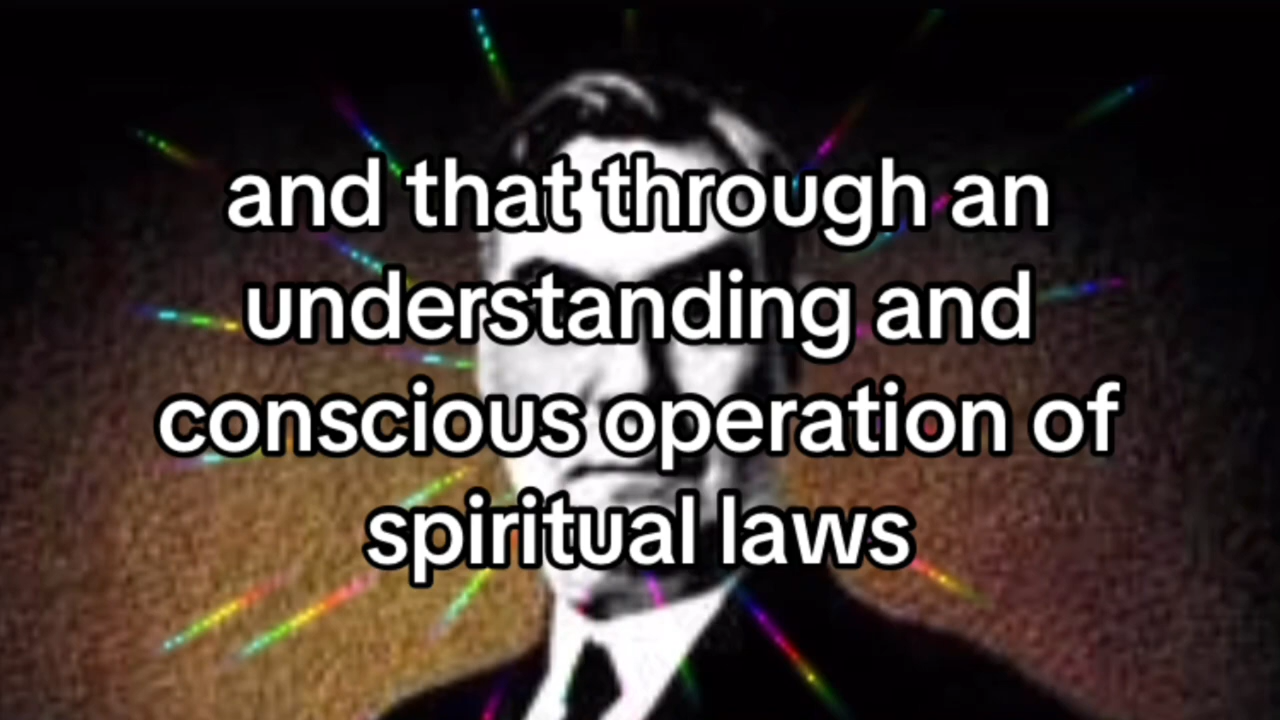 and that through an
understanding and
conscious operation of
spiritual laws